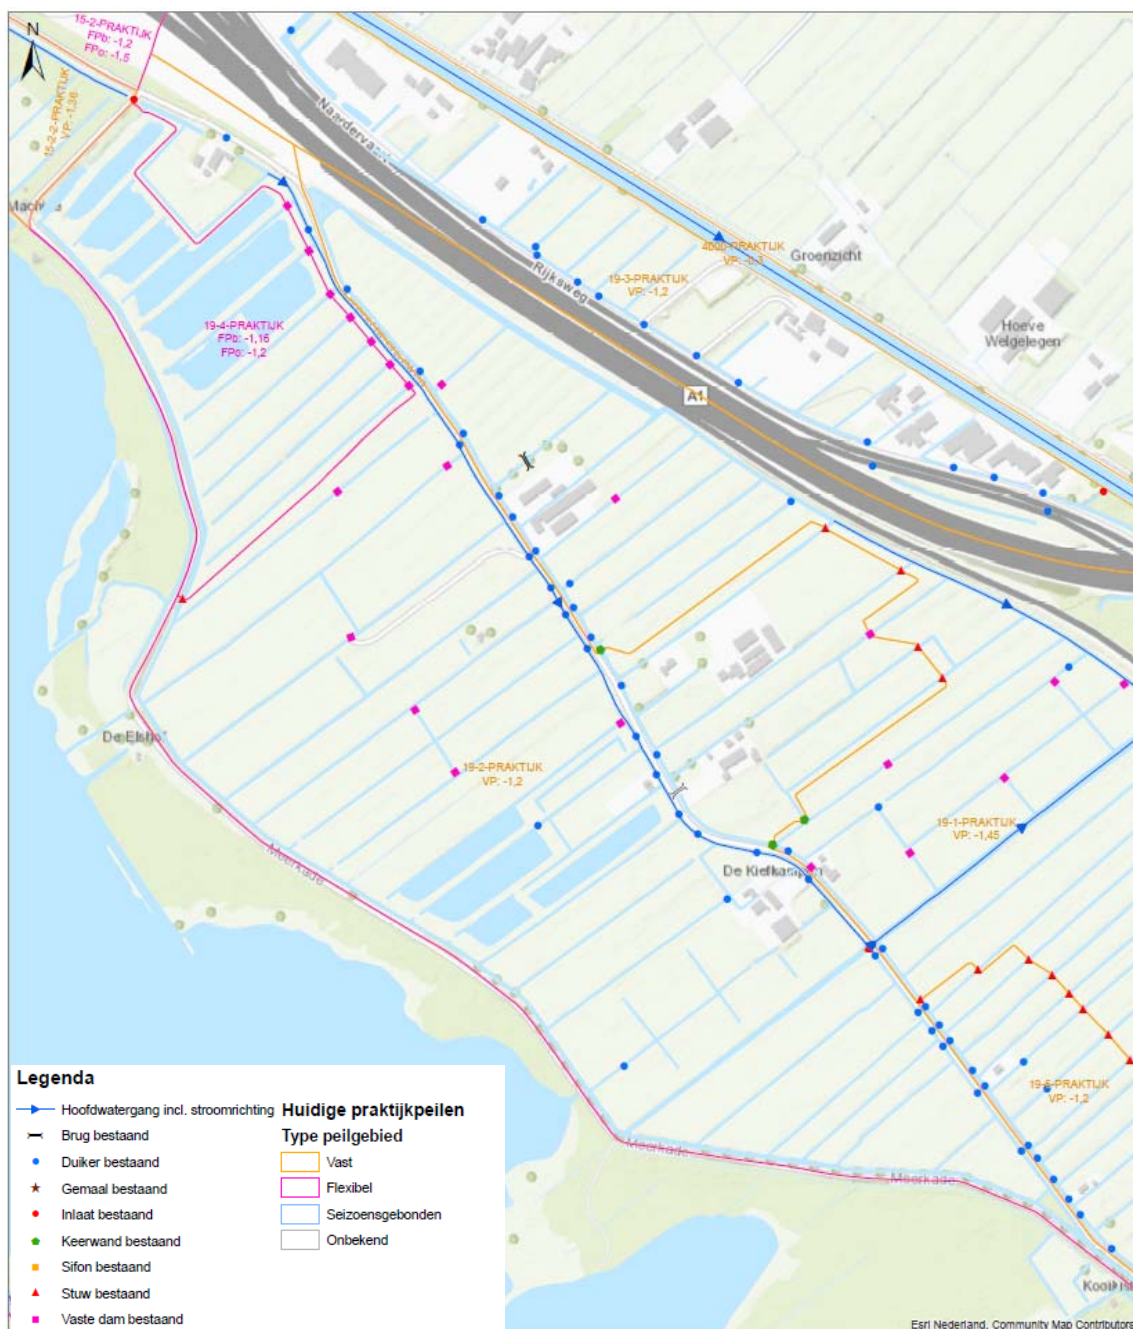 15-2-PRAKTIJK
FPb: -1,2
FPo: -1,5
N
15-2-2-PRAKTIJK
VP: -1,36
Naardervaart
Rijksweg
4000-PRAKTIJK
VP: -0,3
Groenzicht
19-3-PRAKTIJK
VP: -1,2
Hoeve
Welgelegen
19-4-PRAKTIJK
FPb: -1,16
FPo: -1,2
A1
De Elshof
19-2-PRAKTIJK
VP: -1,2
19-1-PRAKTIJK
VP: -1,45
Meerkade
De Kiefkampen
19-5-PRAKTIJK
VP: -1,2
Meerkade
Meerkade
Legenda
Hoofdwatergang incl. stroomrichting
Brug bestaand
Duiker bestaand
Gemaal bestaand
Inlaat bestaand
Keerwand bestaand
Sifon bestaand
Stuw bestaand
Vaste dam bestaand
Huidige praktijkpeilen
Type peilgebied
Vast
Flexibel
Seizoensgebonden
Onbekend
Esri Nederland, Community Map Contributors